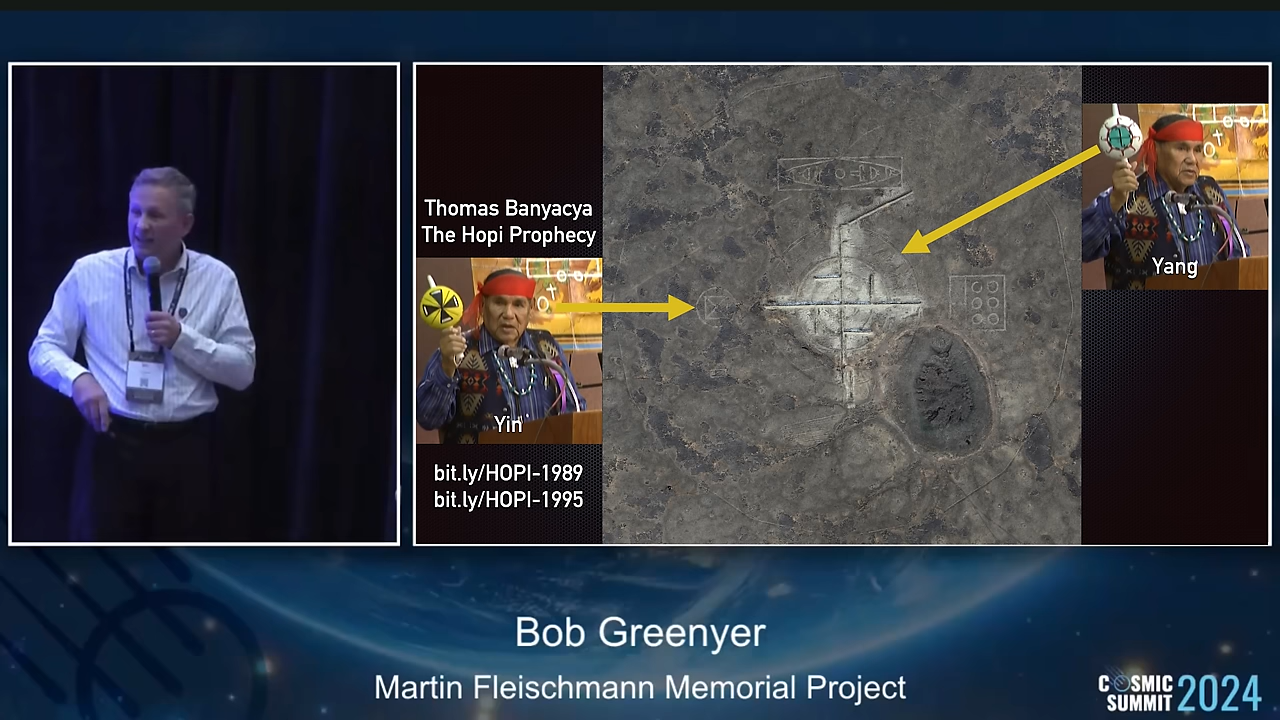 Thomas Banyacya
The Hopi Prophecy
Yin
bit.ly/HOPI-1989
bit.ly/HOPI-1995
Yang
Bob Greenyer
Martin Fleischmann Memorial Project
COSMIC
SUMMIT 2024